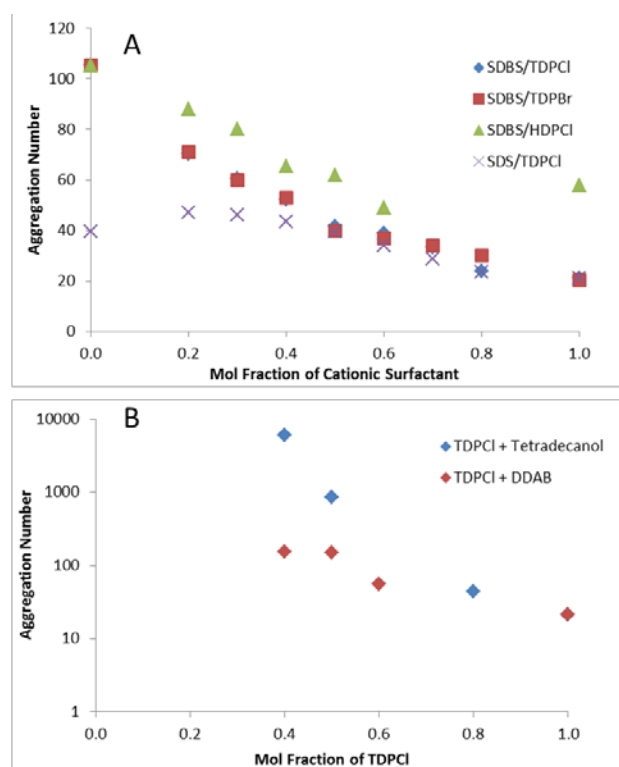 A
120
100
80
60
40
20
0
Aggregation Number
SDBS/TDPCl
SDBS/TDPBr
SDBS/HDPCl
SDS/TDPCl
0.0 0.2 0.4 0.6 0.8 1.0
Mol Fraction of Cationic Surfactant
B
10000
1000
100
10
1
Aggregation Number
TDPCl + Tetradecanol
TDPCl + DDAB
0.0 0.2 0.4 0.6 0.8 1.0
Mol Fraction of TDPCl